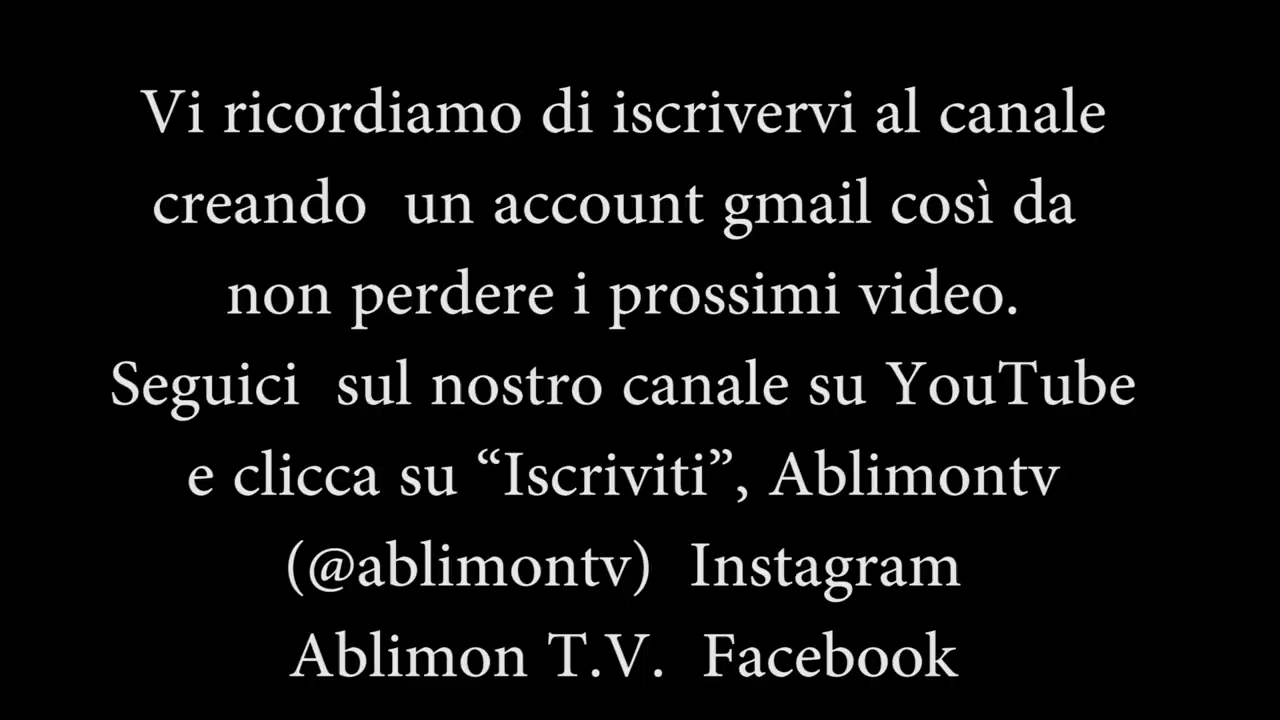 Vi ricordiamo di iscrivervi al canale
creando un account gmail così da
non perdere i prossimi video.
Seguici sul nostro canale su YouTube
e clicca su “Iscriviti”, Ablimontv
(@ablimontv) Instagram
Ablimon T.V. Facebook